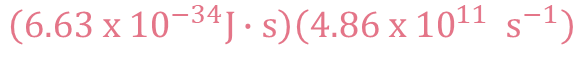 (6.63 x 10⁻³⁴J · s)(4.86 x 10¹¹ s⁻¹)